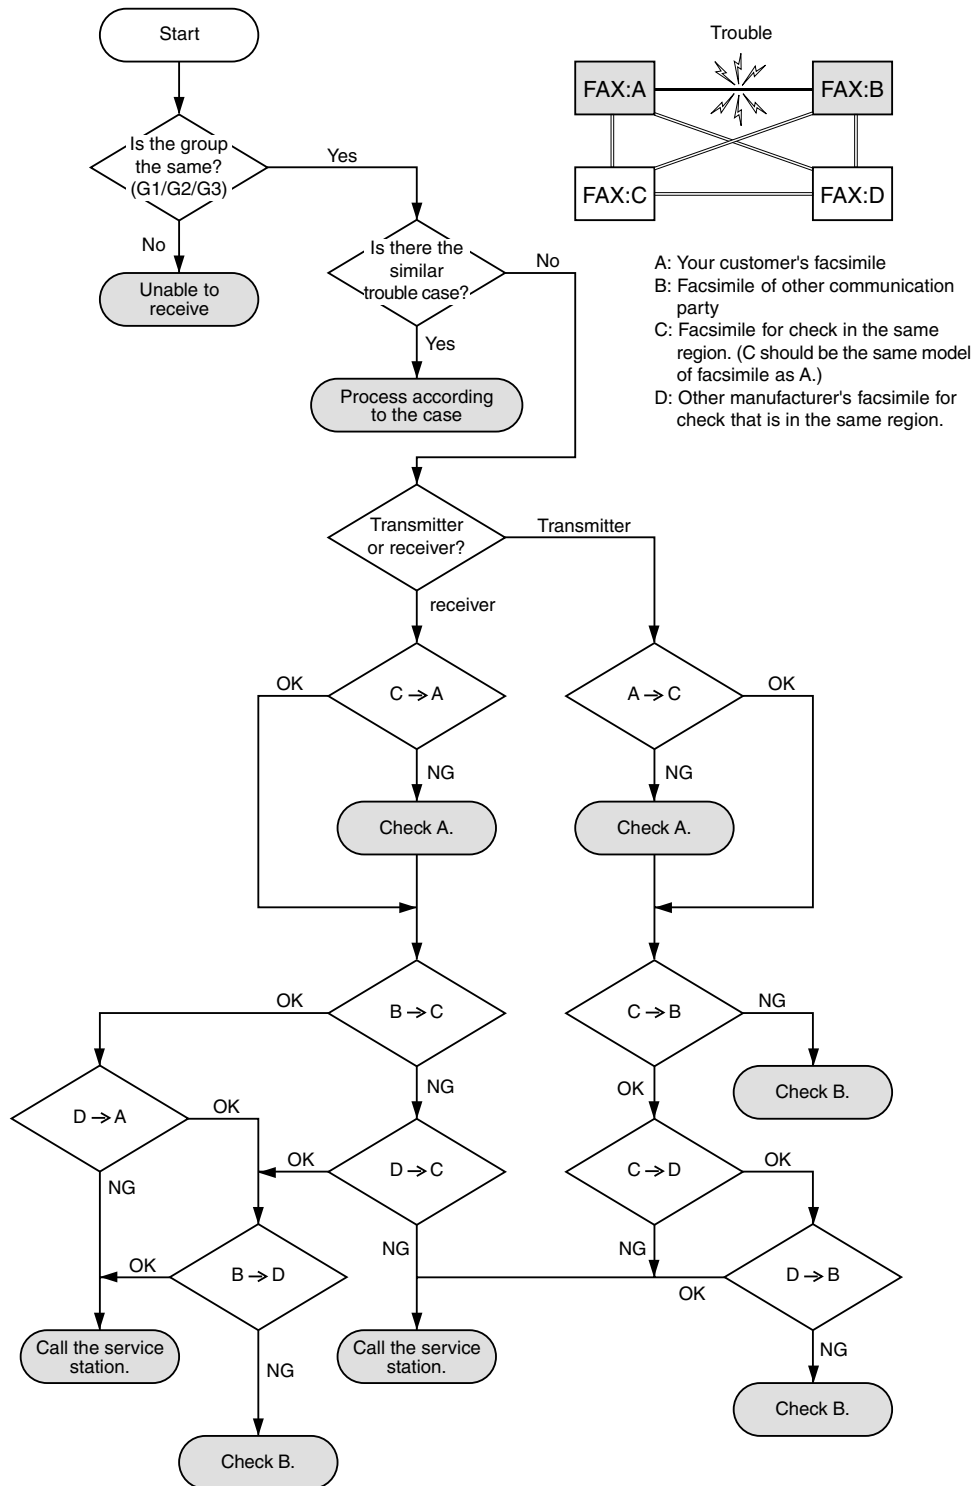 Start
Trouble
FAX:A
FAX:B
FAX:C
FAX:D
Is the group
the same?
(G1/G2/G3)
Yes
No
Unable to
receive
Is there the
similar
trouble case?
No
Yes
Process according
to the case
A: Your customer's facsimile
B: Facsimile of other communication
party
C: Facsimile for check in the same
region. (C should be the same model
of facsimile as A.)
D: Other manufacturer's facsimile for
check that is in the same region.
Transmitter
or receiver?
Transmitter
receiver
OK
C → A
A → C
OK
NG
NG
Check A.
Check A.
OK
B → C
C → B
NG
NG
OK
Check B.
D → A
OK
OK
D → C
C → D
OK
NG
NG
NG
OK
B → D
OK
D → B
Call the service
station.
Call the service
station.
NG
NG
Check B.
Check B.